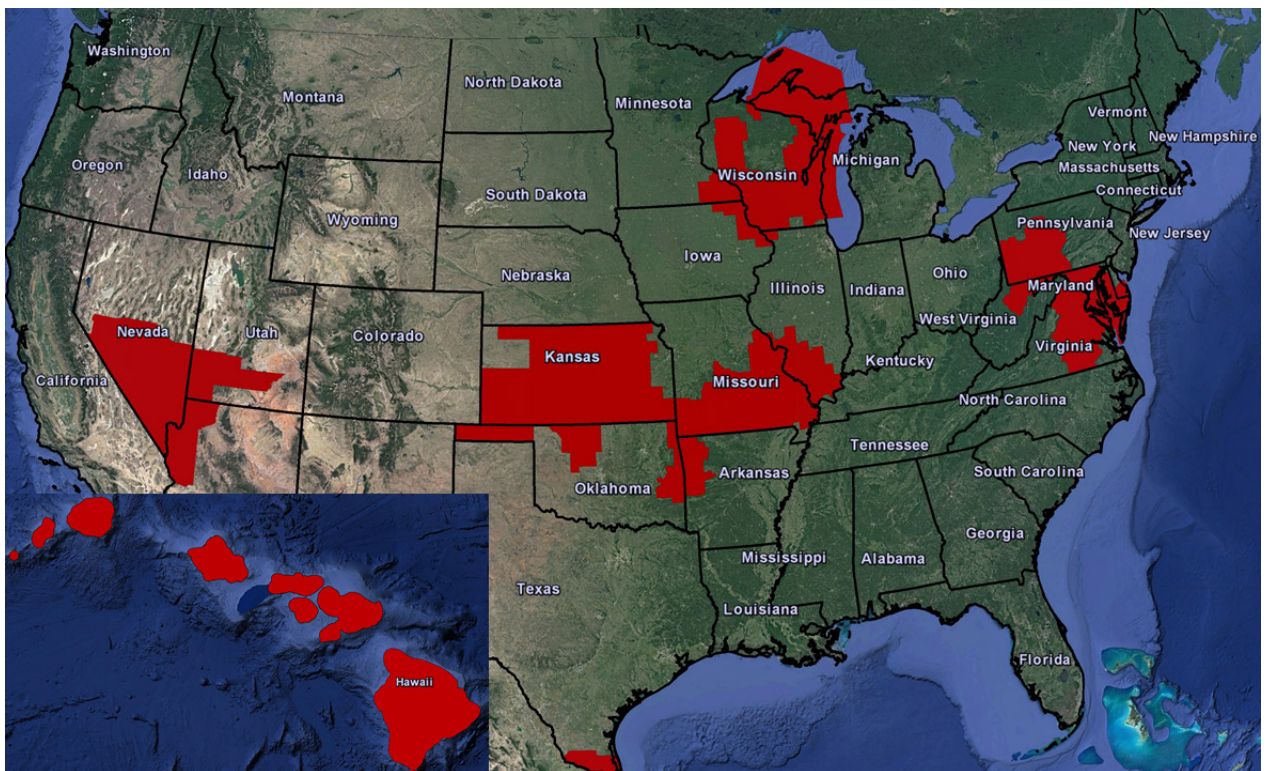 Washington
North Dakota
Montana
Minnesota
Vermont
New Hampshire
Oregon
Idaho
Michigan
New York
Massachusetts
Wisconsin
South Dakota
Connecticut
Wyoming
Pennsylvania
New Jersey
Iowa
Nebraska
Ohio
Illinois
Indiana
Maryland
Nevada
Utah
Colorado
West Virginia
Virginia
Kansas
Kentucky
California
Missouri
North Carolina
Tennessee
South Carolina
Arkansas
Oklahoma
Georgia
Mississippi
Alabama
Texas
Louisiana
Florida
Hawaii